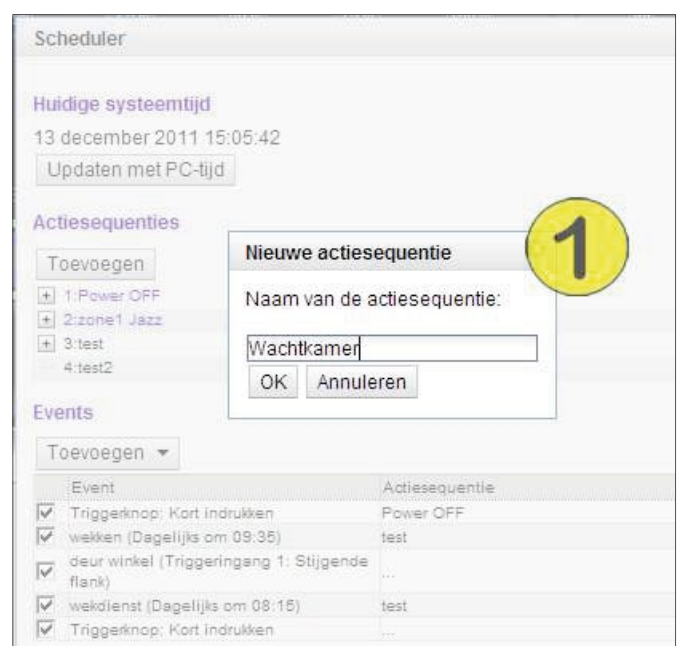 Scheduler
Huidige systeemtijd
13 december 2011 15:05:42
Updaten met PC-tijd
Actiesequenties
Toevoegen
1:Power OFF
2:zone1 Jazz
3:test
4:test2
Nieuwe actiesequentie
1
Naam van de actiesequentie:
Wachtkamer
OK Annuleren
Events
Toevoegen
Event Actiesequentie
Triggerknop: Kort indrukken Power OFF
wekken (Dagelijks om 09:35) test
deur winkel (Triggeringang 1: Stijgende
flank) ...
wekdienst (Dagelijks om 08:15) test
Triggerknop: Kort indrukken ...